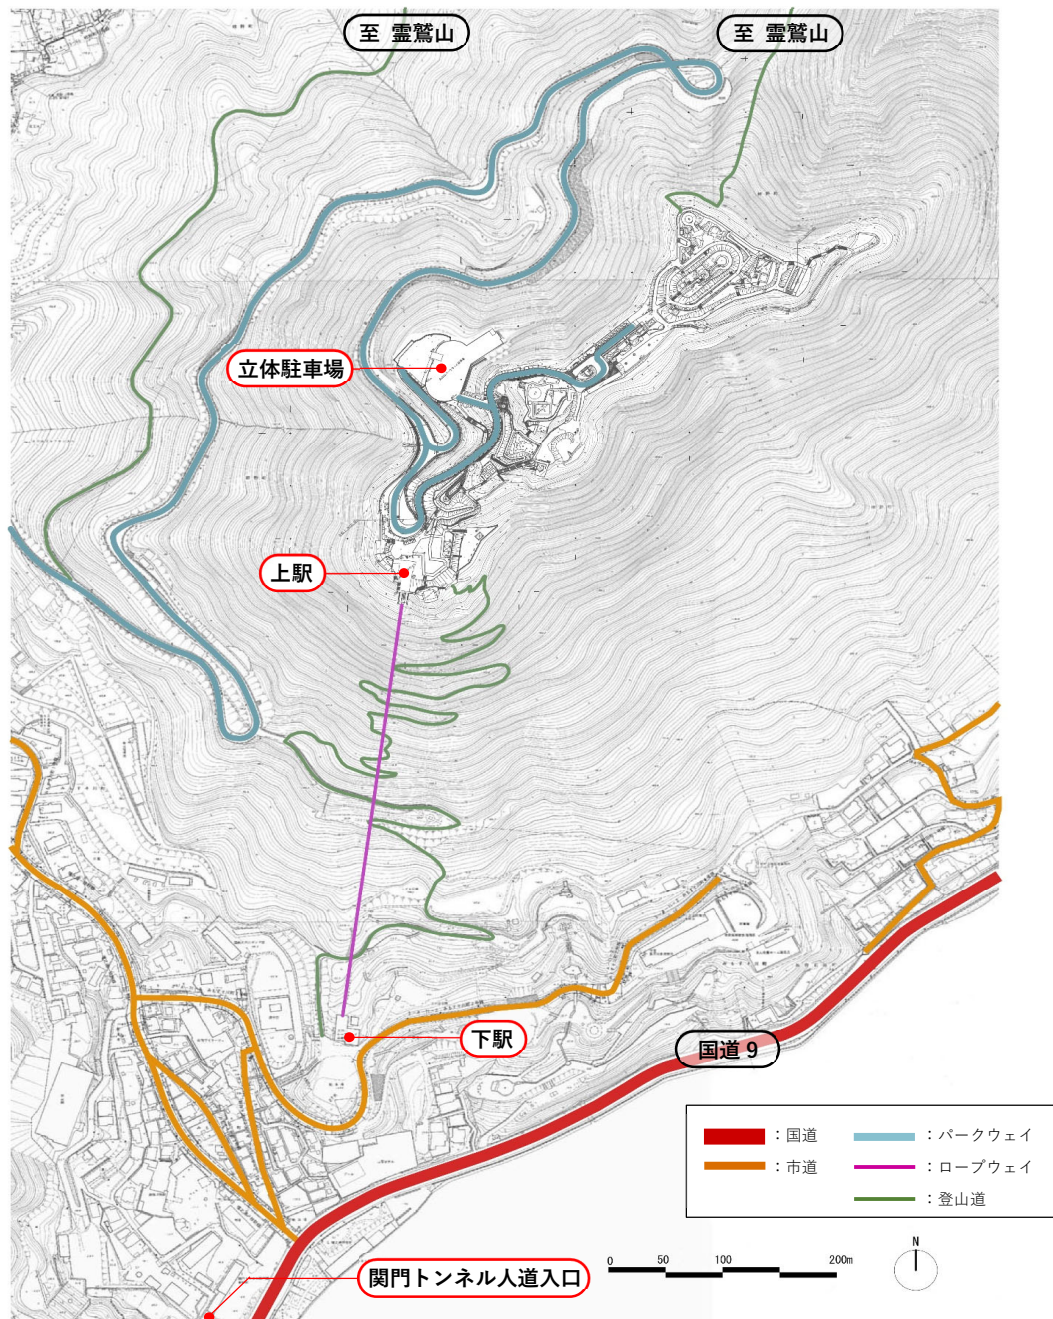 至 霊鷲山
至 霊鷲山
立体駐車場
上駅
下駅
国道9
：国道
：パークウェイ
：市道
：ロープウェイ
：登山道
N
0 50 100 200m
関門トンネル人道入口